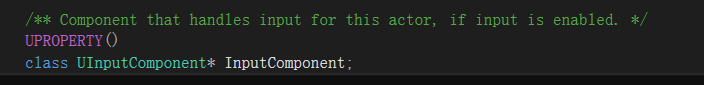 /** Component that handles input for this actor, if input is enabled. */
UPROPERTY()
class UInputComponent* InputComponent;